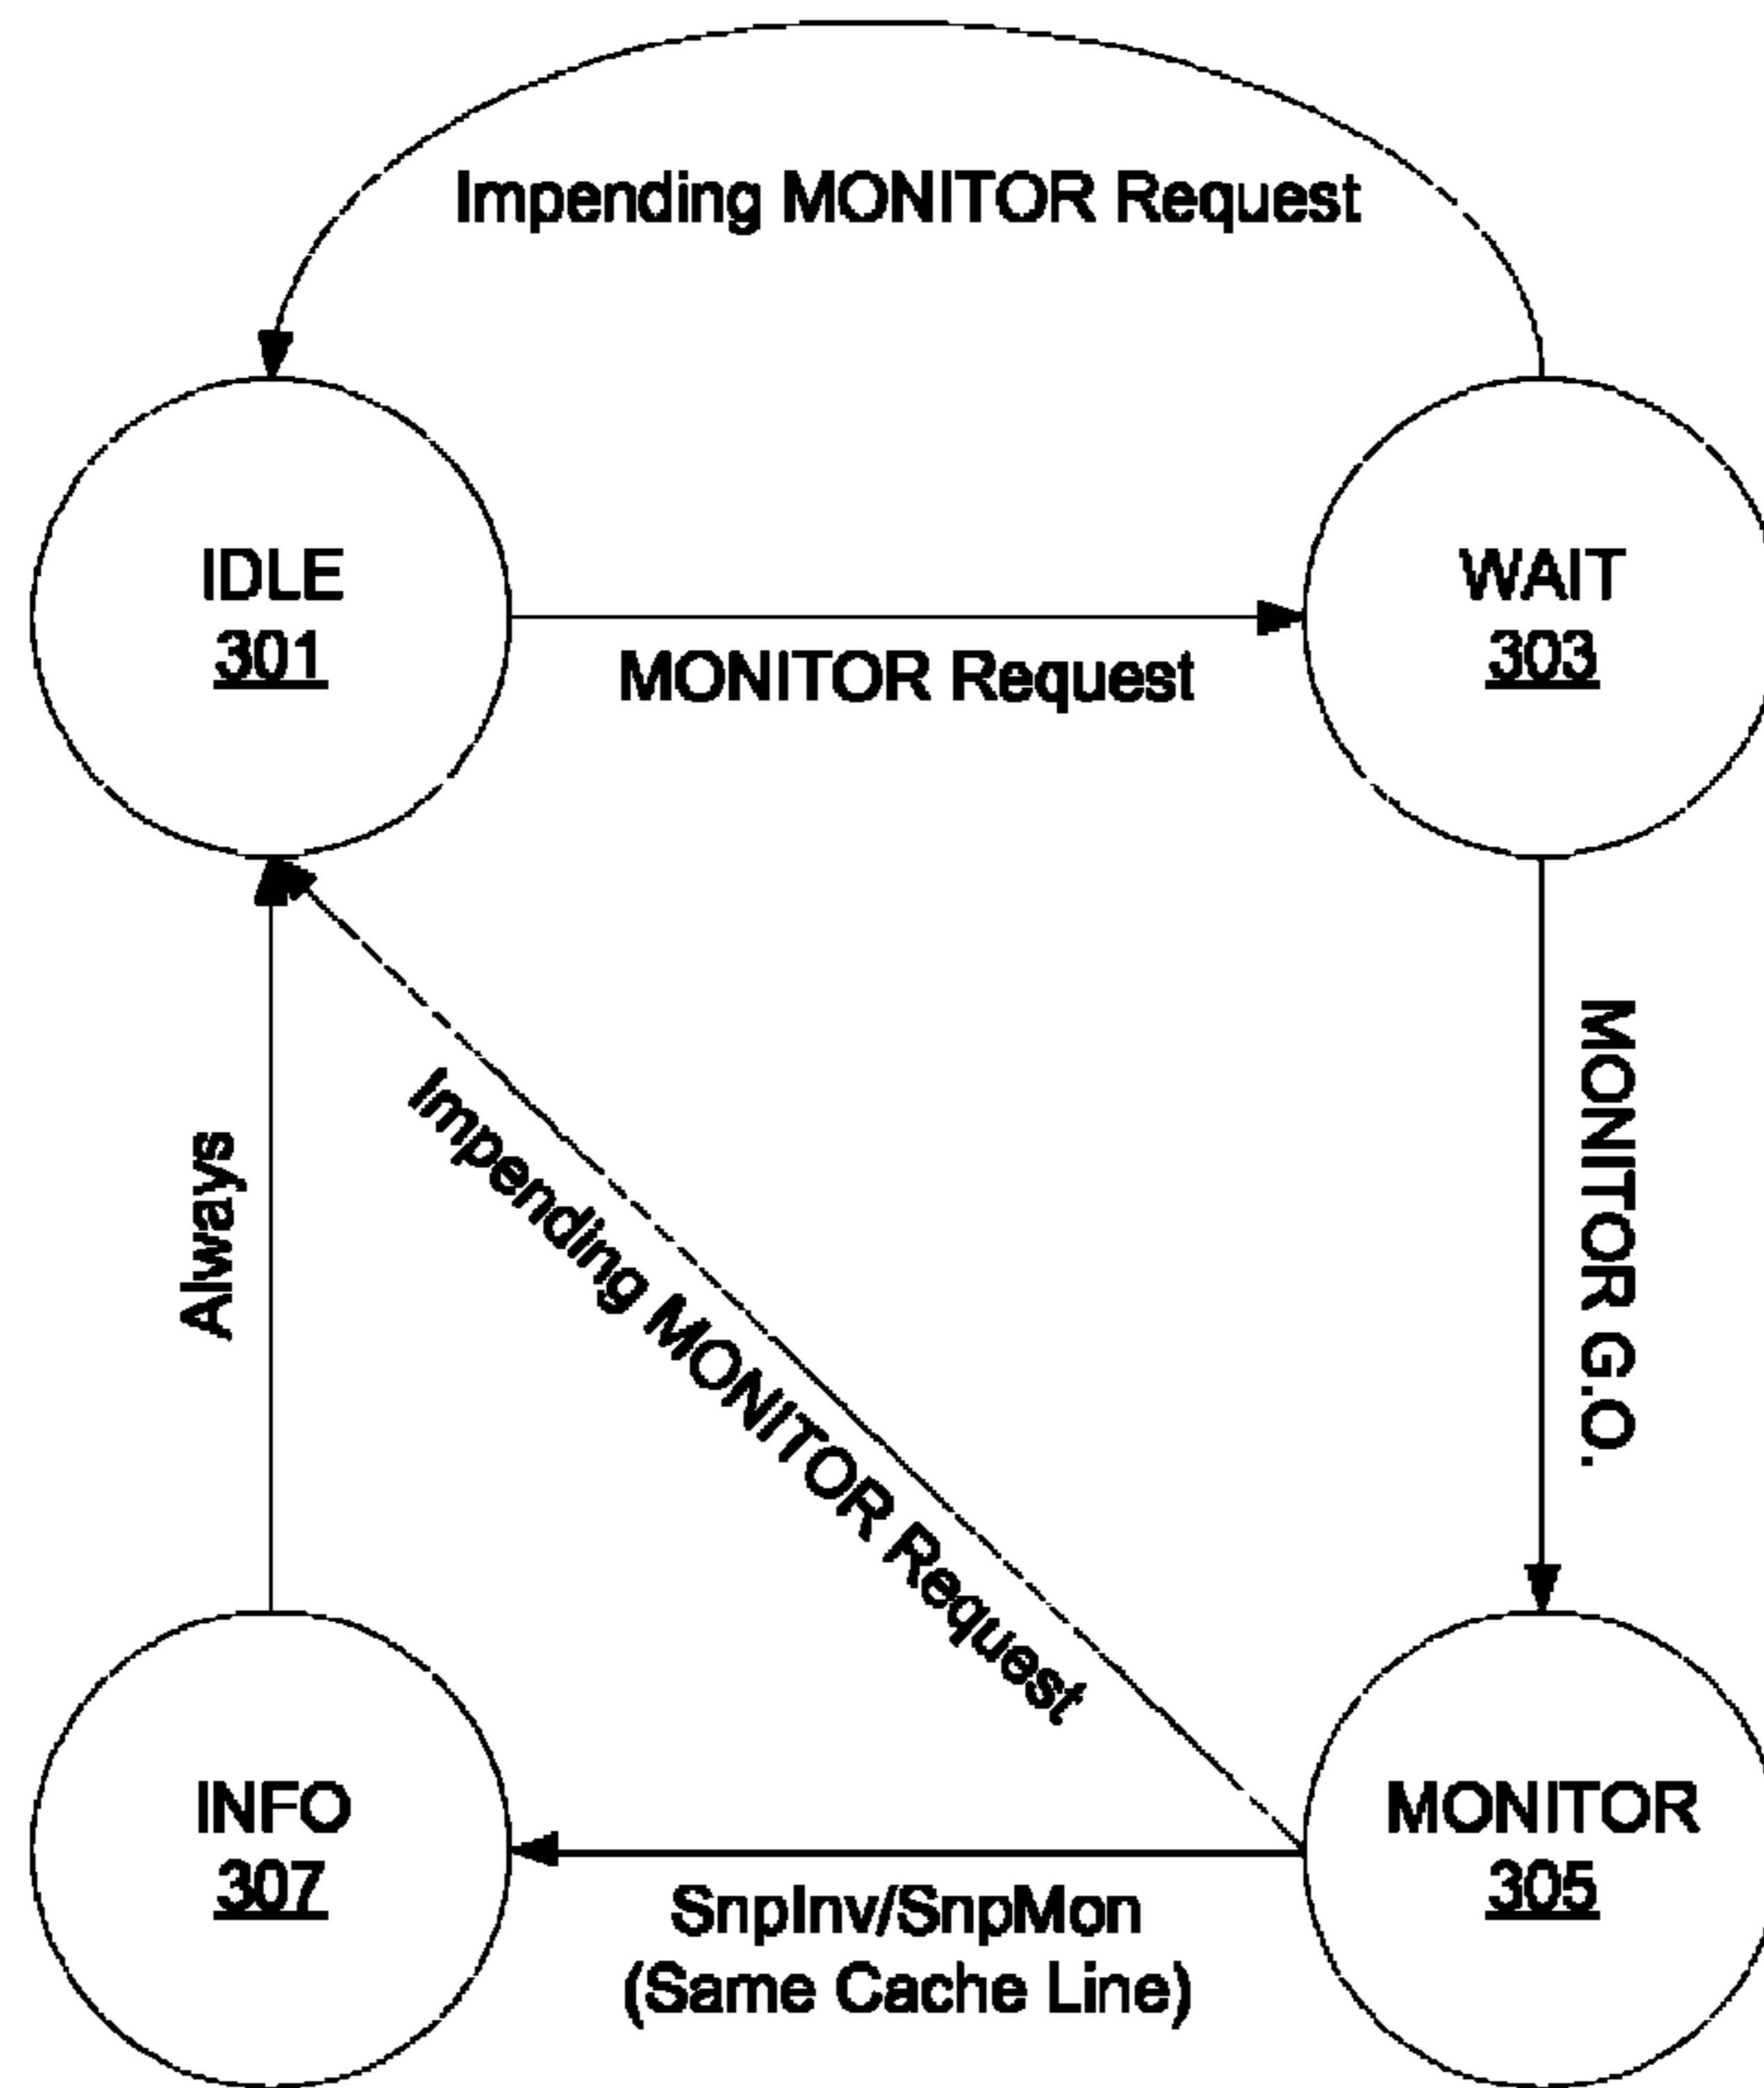 Impending MONITOR Request
IDLE
301
WAIT
303
MONITOR Request
MONITOR G.O.
Always
Impending MONITOR Request
INFO
307
MONITOR
305
SnpInv/SnpMon
(Same Cache Line)